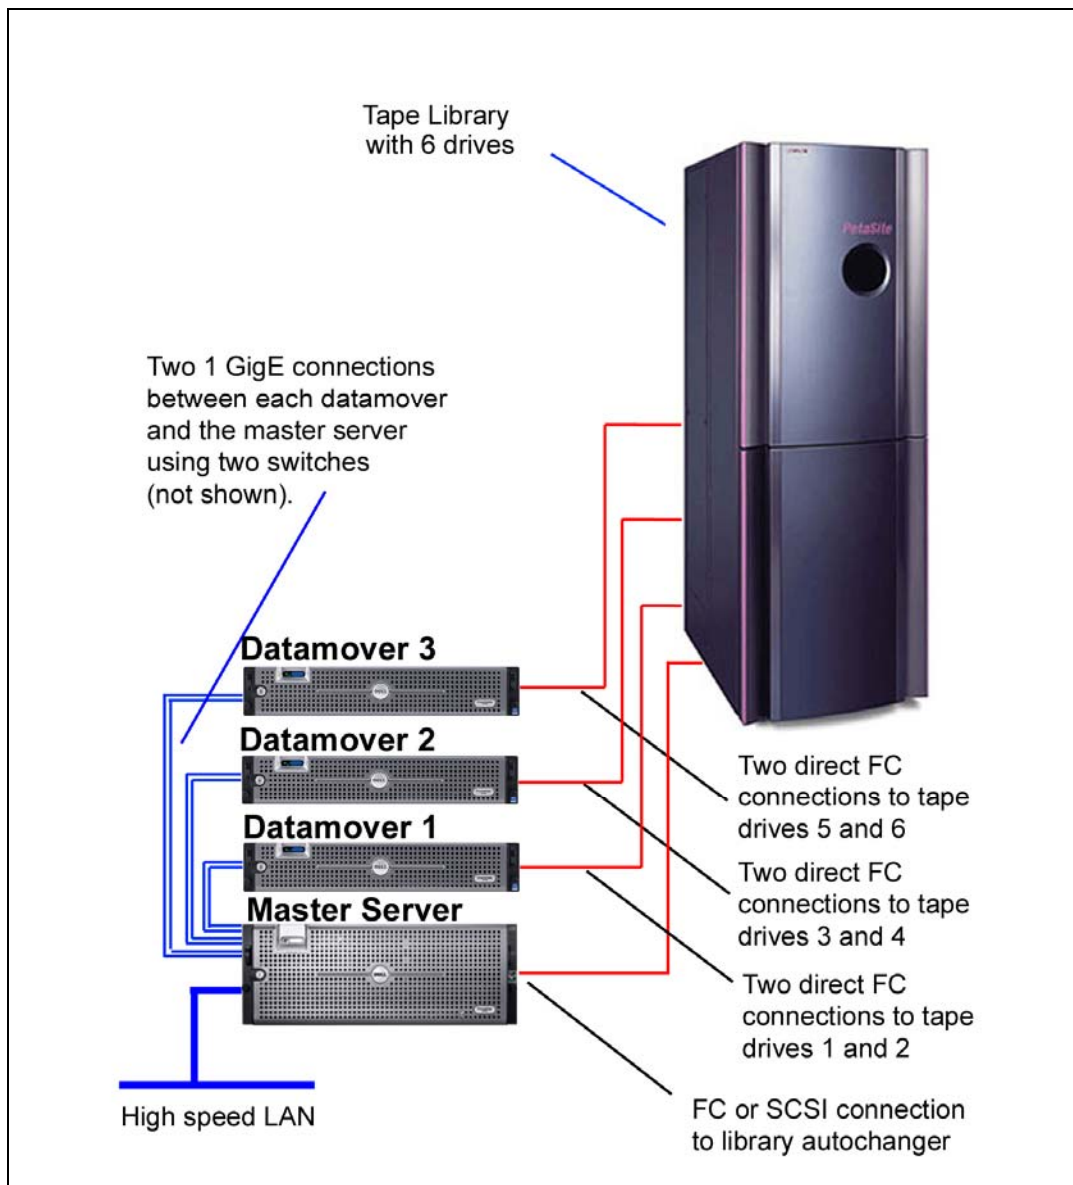 Tape Library
with 6 drives
PetaSite
Two 1 GigE connections
between each datamover
and the master server
using two switches
(not shown).
Datamover 3
Datamover 2
Datamover 1
Master Server
Two direct FC
connections to tape
drives 5 and 6
Two direct FC
connections to tape
drives 3 and 4
Two direct FC
connections to tape
drives 1 and 2
High speed LAN
FC or SCSI connection
to library autochanger